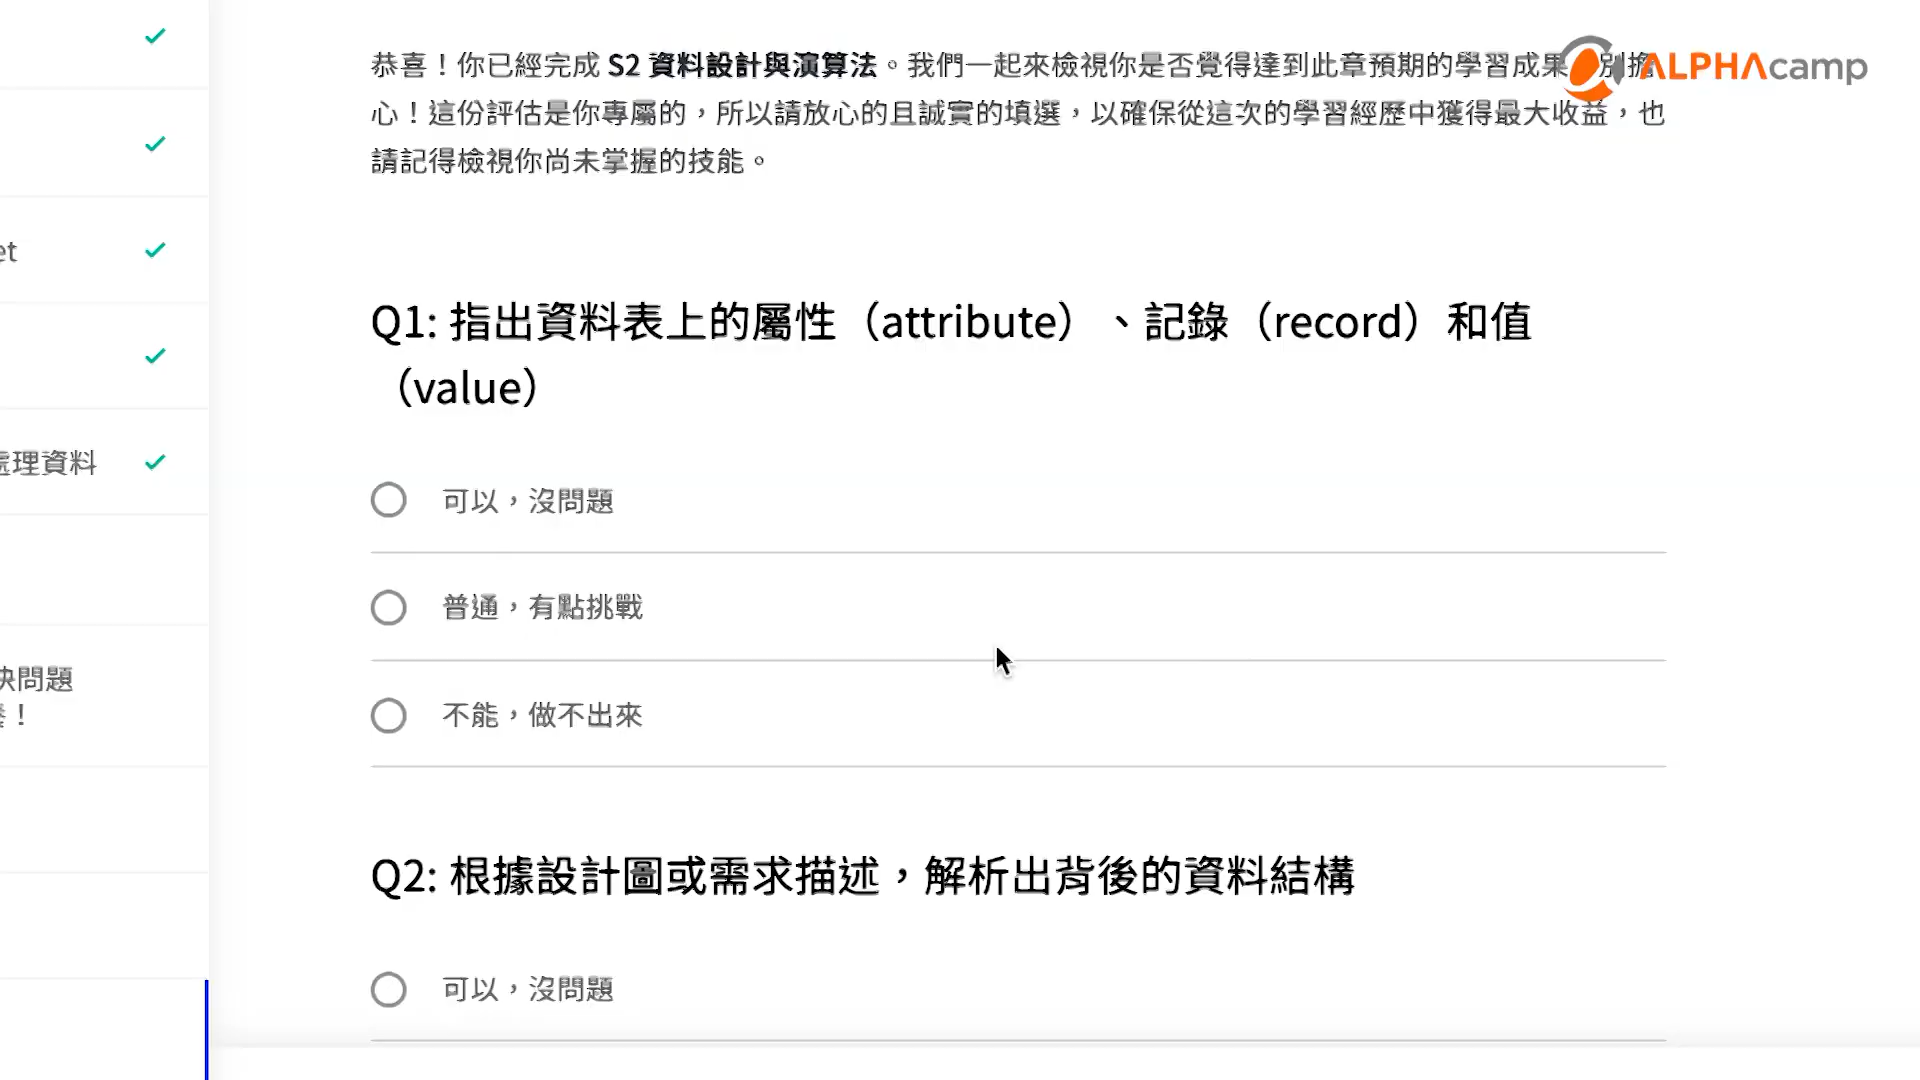 恭喜！你已經完成 S2 資料設計與演算法。我們一起來檢視你是否覺得達到此章預期的學習成果 別擔
心！這份評估是你專屬的，所以請放心的且誠實的填選，以確保從這次的學習經歷中獲得最大收益，也
請記得檢視你尚未掌握的技能。
ALPHAcamp
et
處理資料
決問題
！
Q1: 指出資料表上的屬性（attribute）、記錄（record）和值
（value）
可以，沒問題
普通，有點挑戰
不能，做不出來
Q2: 根據設計圖或需求描述，解析出背後的資料結構
可以，沒問題